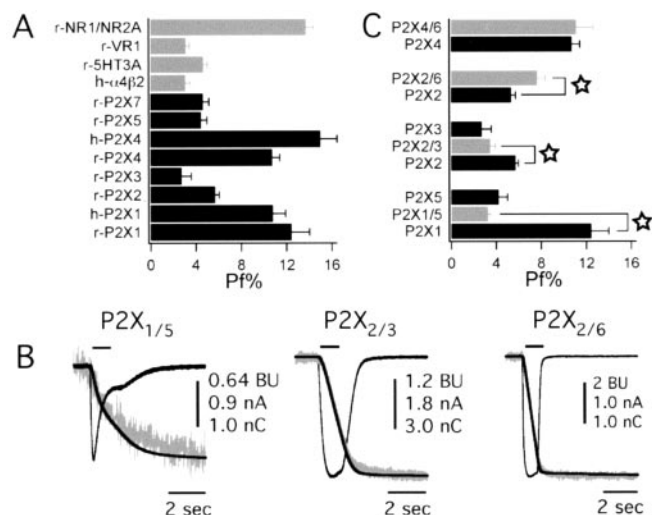 A
r-NR1/NR2A
r-VR1
r-5HT3A
h-α4β2
r-P2X7
r-P2X5
h-P2X4
r-P2X4
r-P2X3
r-P2X2
h-P2X1
r-P2X1
0 4 8 12 16
Pf%
C
P2X4/6
P2X4
P2X2/6
P2X2
P2X3
P2X2/3
P2X2
P2X5
P2X1/5
P2X1
0 4 8 12 16
Pf%
B
P2X1/5
0.64 BU
0.9 nA
1.0 nC
2 sec
P2X2/3
1.2 BU
1.8 nA
3.0 nC
2 sec
P2X2/6
2 BU
1.0 nA
1.0 nC
2 sec